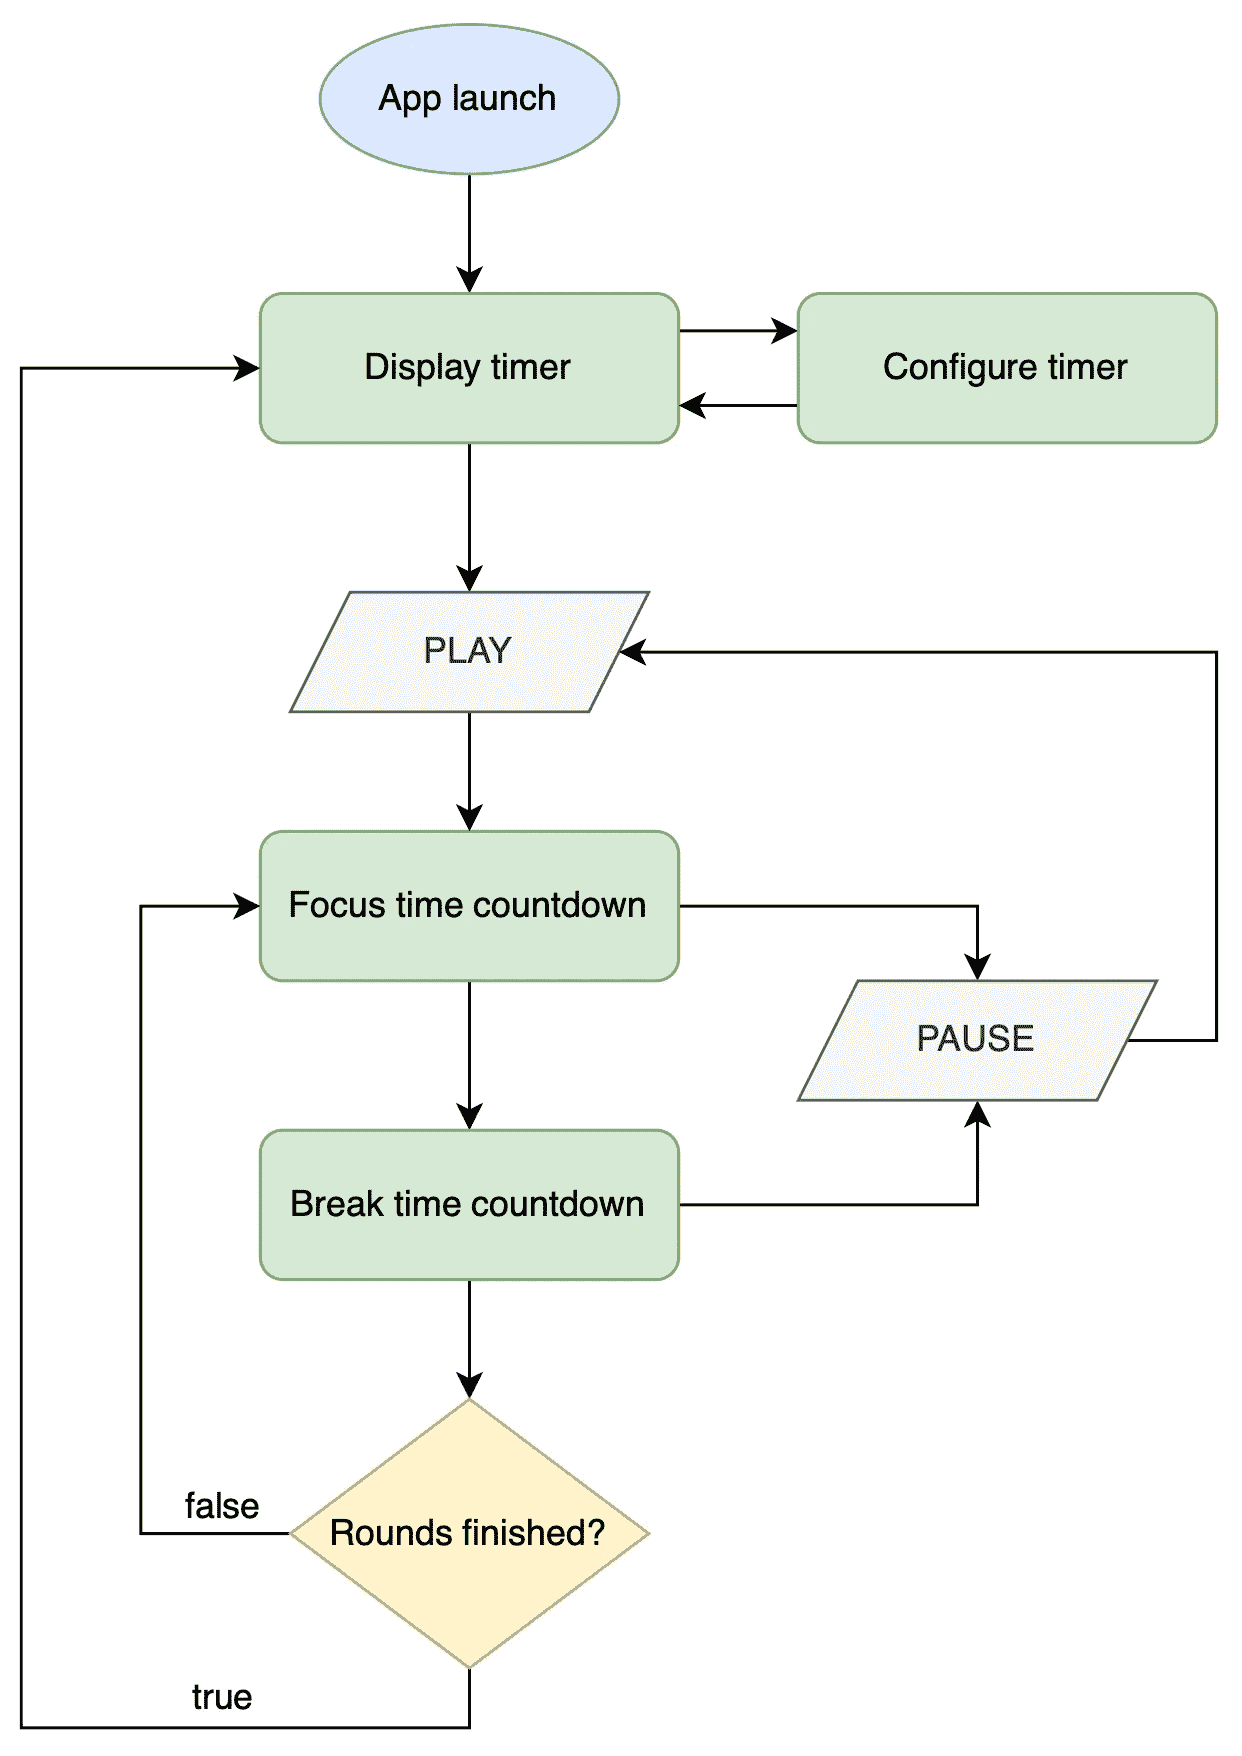 App launch
Display timer
Configure timer
PLAY
Focus time countdown
PAUSE
Break time countdown
false
Rounds finished?
true